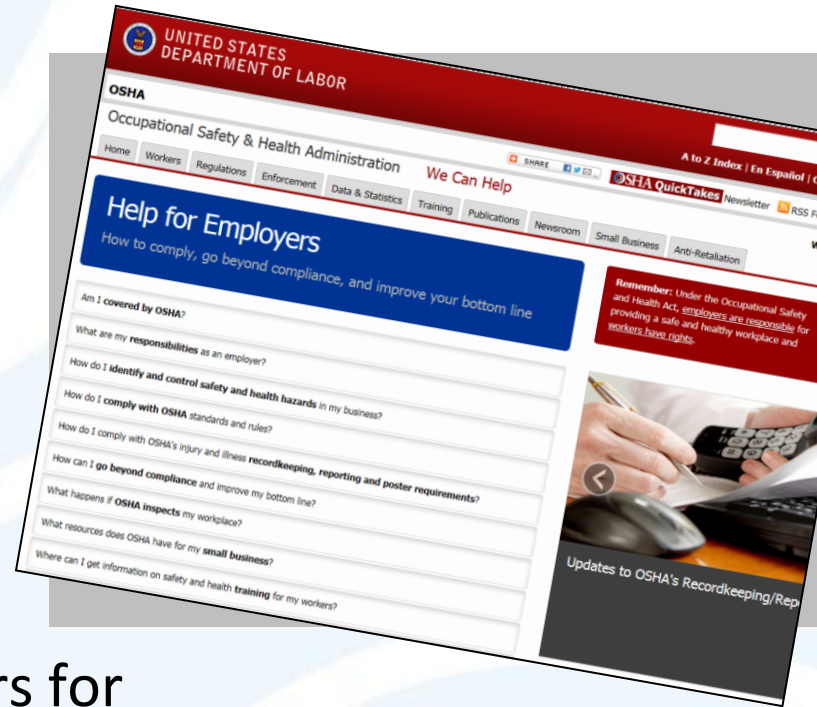 UNITED STATES
DEPARTMENT OF LABOR
A to Z Index | En Español |
OSHA
SHARE
OSHA QuickTakes Newsletter
RSS
Occupational Safety & Health Administration We Can Help
Home Workers Regulations Enforcement Data & Statistics Training Publications Newsroom Small Business Anti-Retaliation
Help for Employers
How to comply, go beyond compliance, and improve your bottom line
Am I covered by OSHA?
What are my responsibilities as an employer?
How do I identify and control safety and health hazards in my business?
How do I comply with OSHA standards and rules?
How do I comply with OSHA's injury and illness recordkeeping, reporting and poster requirements?
How can I go beyond compliance and improve my bottom line?
What happens if OSHA inspects my workplace?
What resources does OSHA have for my small business?
Where can I get information on safety and health training for my workers?
Remember: Under the Occupational Safety
and Health Act, employers are responsible for
providing a safe and healthy workplace and
workers have rights.
Updates to OSHA's Recordkeeping/Rep
rs for